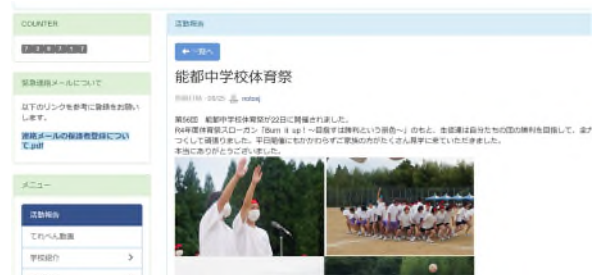 COUNTER
緊急連絡メールについて
以下のリンクを参考に登録をお願い
します。
連絡メールの保護者登録につい
て.pdf
メニュー
活動報告
てれぺん動画
学校紹介
活動報告
一覧へ
能都中学校体育祭
notoej
第56回 能都中学校体育祭が22日に開催されました。
R4年度体育祭スローガン「Burn it up！～目指すは勝利という景色～」のもと、生徒達は自分たちの団の勝利を目指して、全力
つくして頑張りました。平日開催にもかかわらずご家族の方がたくさん見学に来ていただきました。
本当にありがとうございました。